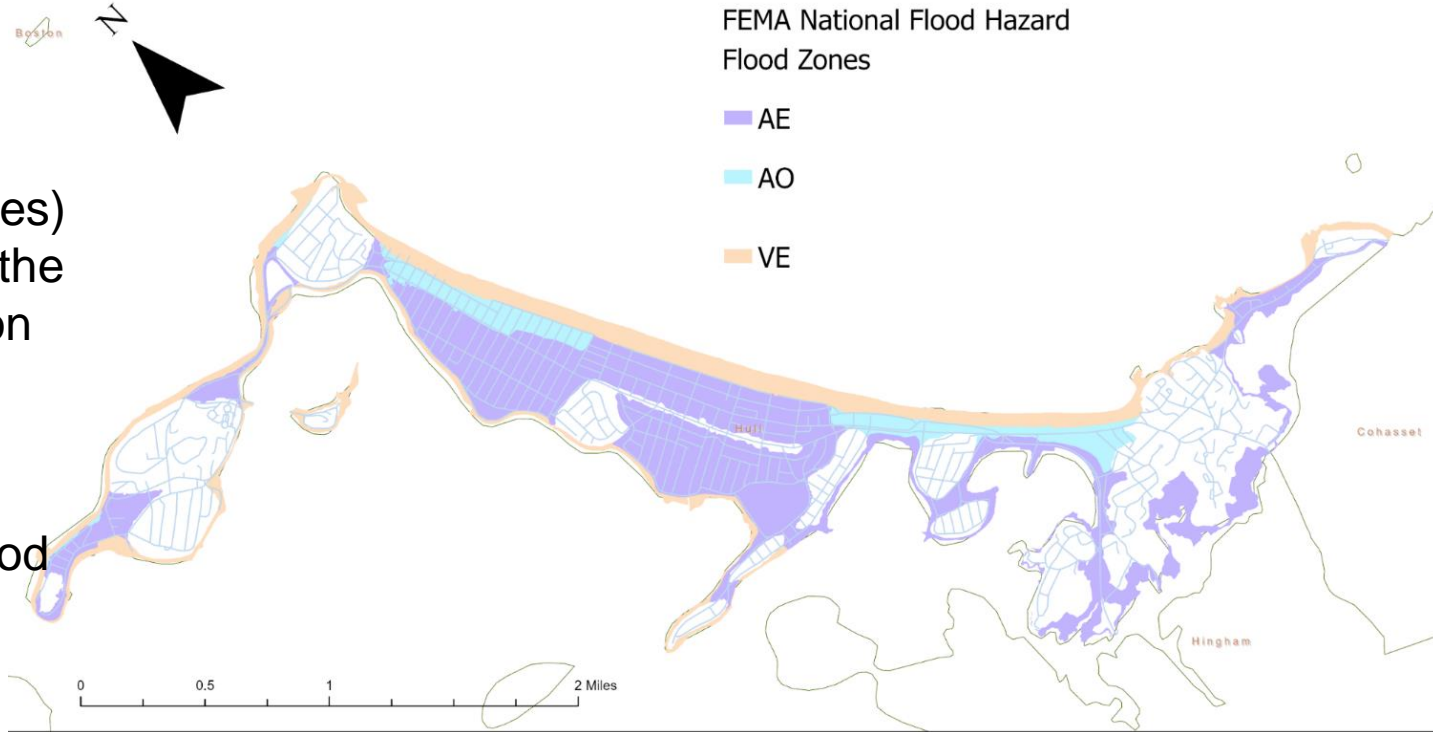 Boston
N
FEMA National Flood Hazard
Flood Zones
AE
AO
VE
es)
the
on
od
Hull
Cohasset
Hingham
0 0.5 1 2 Miles